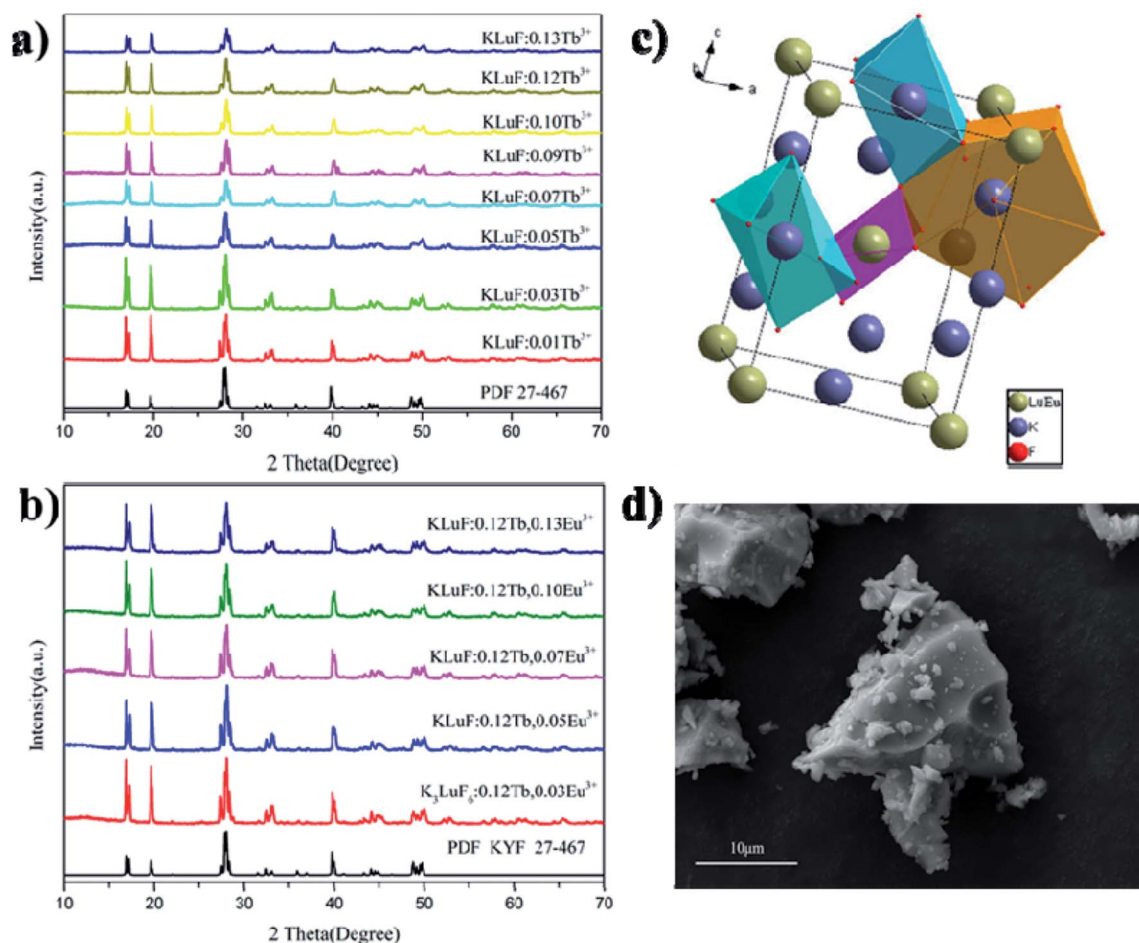 a)
KLuF:0.13Tb³⁺
KLuF:0.12Tb³⁺
KLuF:0.10Tb³⁺
KLuF:0.09Tb³⁺
KLuF:0.07Tb³⁺
KLuF:0.05Tb³⁺
KLuF:0.03Tb³⁺
KLuF:0.01Tb³⁺
PDF 27-467
Intensity(a.u.)
10 20 30 40 50 60 70
2 Theta(Degree)
b)
KLuF:0.12Tb,0.13Eu³⁺
KLuF:0.12Tb,0.10Eu³⁺
KLuF:0.12Tb,0.07Eu³⁺
KLuF:0.12Tb,0.05Eu³⁺
K₃LuF₆:0.12Tb,0.03Eu³⁺
PDF KYF 27-467
Intensity(a.u.)
10 20 30 40 50 60 70
2 Theta(Degree)
c)
c
a
LuEu
K
F
d)
10μm